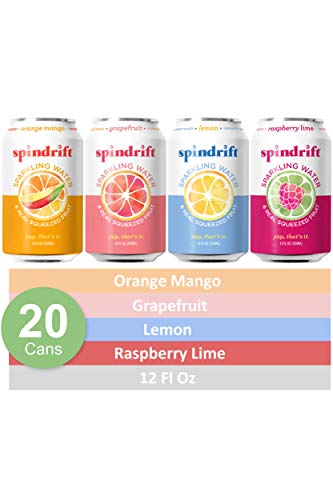 orange mango
grapefruit
lemon
raspberry lime
spindrift
spindrift
spindrift
spindrift
SPARKLING WATER
& REAL SQUEEZED FRUIT
SPARKLING WATER
& REAL SQUEEZED FRUIT
SPARKLING WATER
& REAL SQUEEZED FRUIT
SPARKLING WATER
& REAL SQUEEZED FRUIT
yup, that's it.
yup, that's it.
yup, that's it.
yup, that's it.
Orange Mango
Grapefruit
20
Cans
Lemon
Raspberry Lime
12 Fl Oz